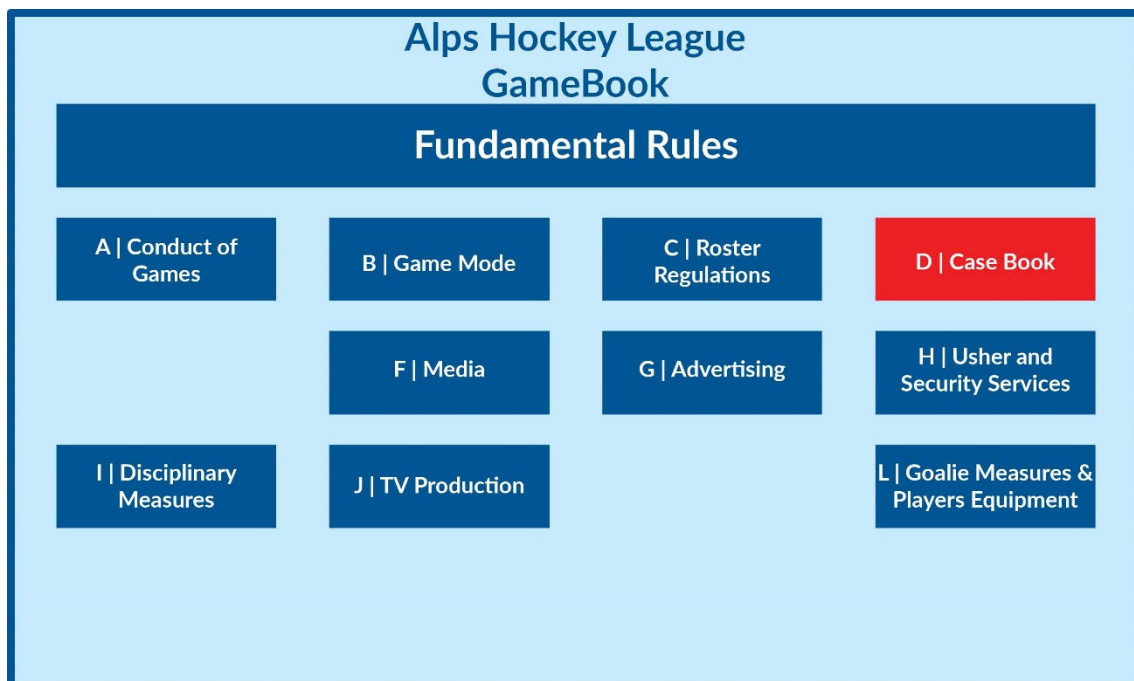 Alps Hockey League
GameBook
Fundamental Rules
A | Conduct of
Games
B | Game Mode
C | Roster
Regulations
D | Case Book
F | Media
G | Advertising
H | Usher and
Security Services
I | Disciplinary
Measures
J | TV Production
L | Goalie Measures &
Players Equipment